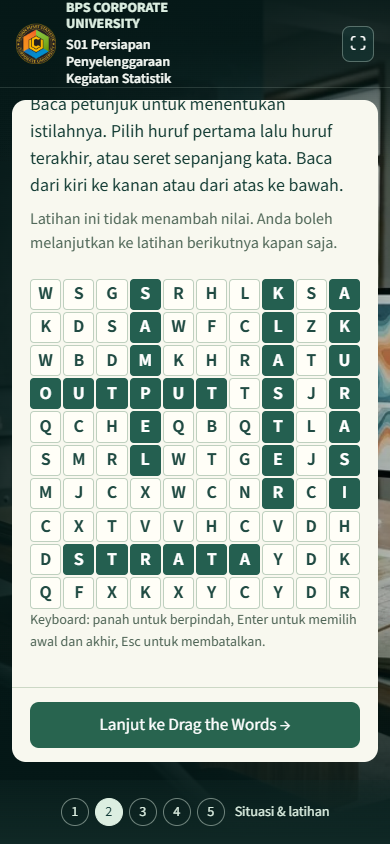 BPS CORPORATE
UNIVERSITY
S01 Persiapan
Penyelenggaraan
Kegiatan Statistik
Baca petunjuk untuk menentukan
istilahnya. Pilih huruf pertama lalu huruf
terakhir, atau seret sepanjang kata. Baca
dari kiri ke kanan atau dari atas ke bawah.
Latihan ini tidak menambah nilai. Anda boleh
melanjutkan ke latihan berikutnya kapan saja.
W S G S R H L K S A
K D S A W F C L Z K
W B D M K H R A T U
O U T P U T T S J R
Q C H E Q B Q T L A
S M R L W T G E J S
M J C X W C N R C I
C X T V V H C V D H
D S T R A T A Y D K
Q F X K X Y C Y D R
Keyboard: panah untuk berpindah, Enter untuk memilih
awal dan akhir, Esc untuk membatalkan.
Lanjut ke Drag the Words →
1 2 3 4 5 Situasi & latihan